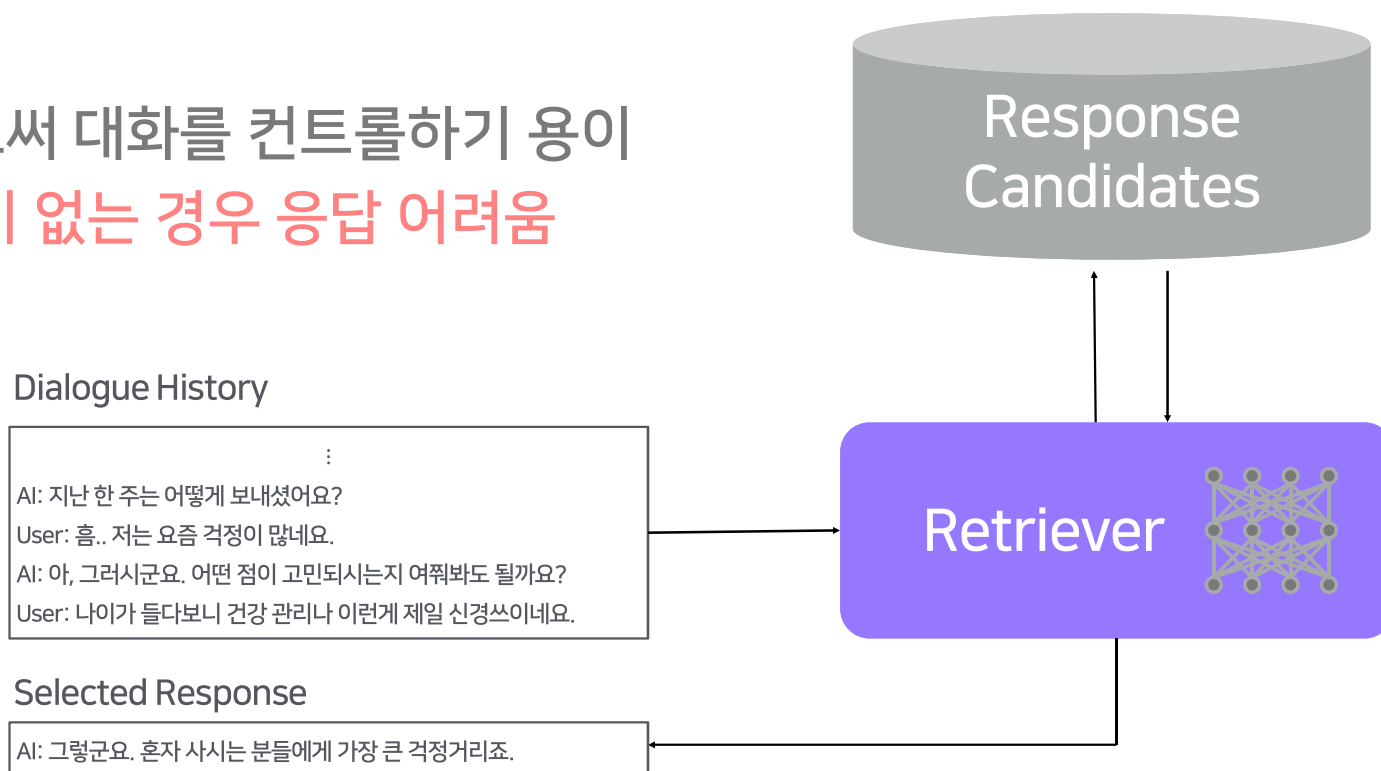 써 대화를 컨트롤하기 용이
없는 경우 응답 어려움
Response
Candidates
Dialogue History
⋮
AI: 지난 한 주는 어떻게 보내셨어요?
User: 흠.. 저는 요즘 걱정이 많네요.
AI: 아, 그러시군요. 어떤 점이 고민되시는지 여쭤봐도 될까요?
User: 나이가 들다보니 건강 관리나 이런게 제일 신경쓰이네요.
Retriever
Selected Response
AI: 그렇군요. 혼자 사시는 분들에게 가장 큰 걱정거리죠.